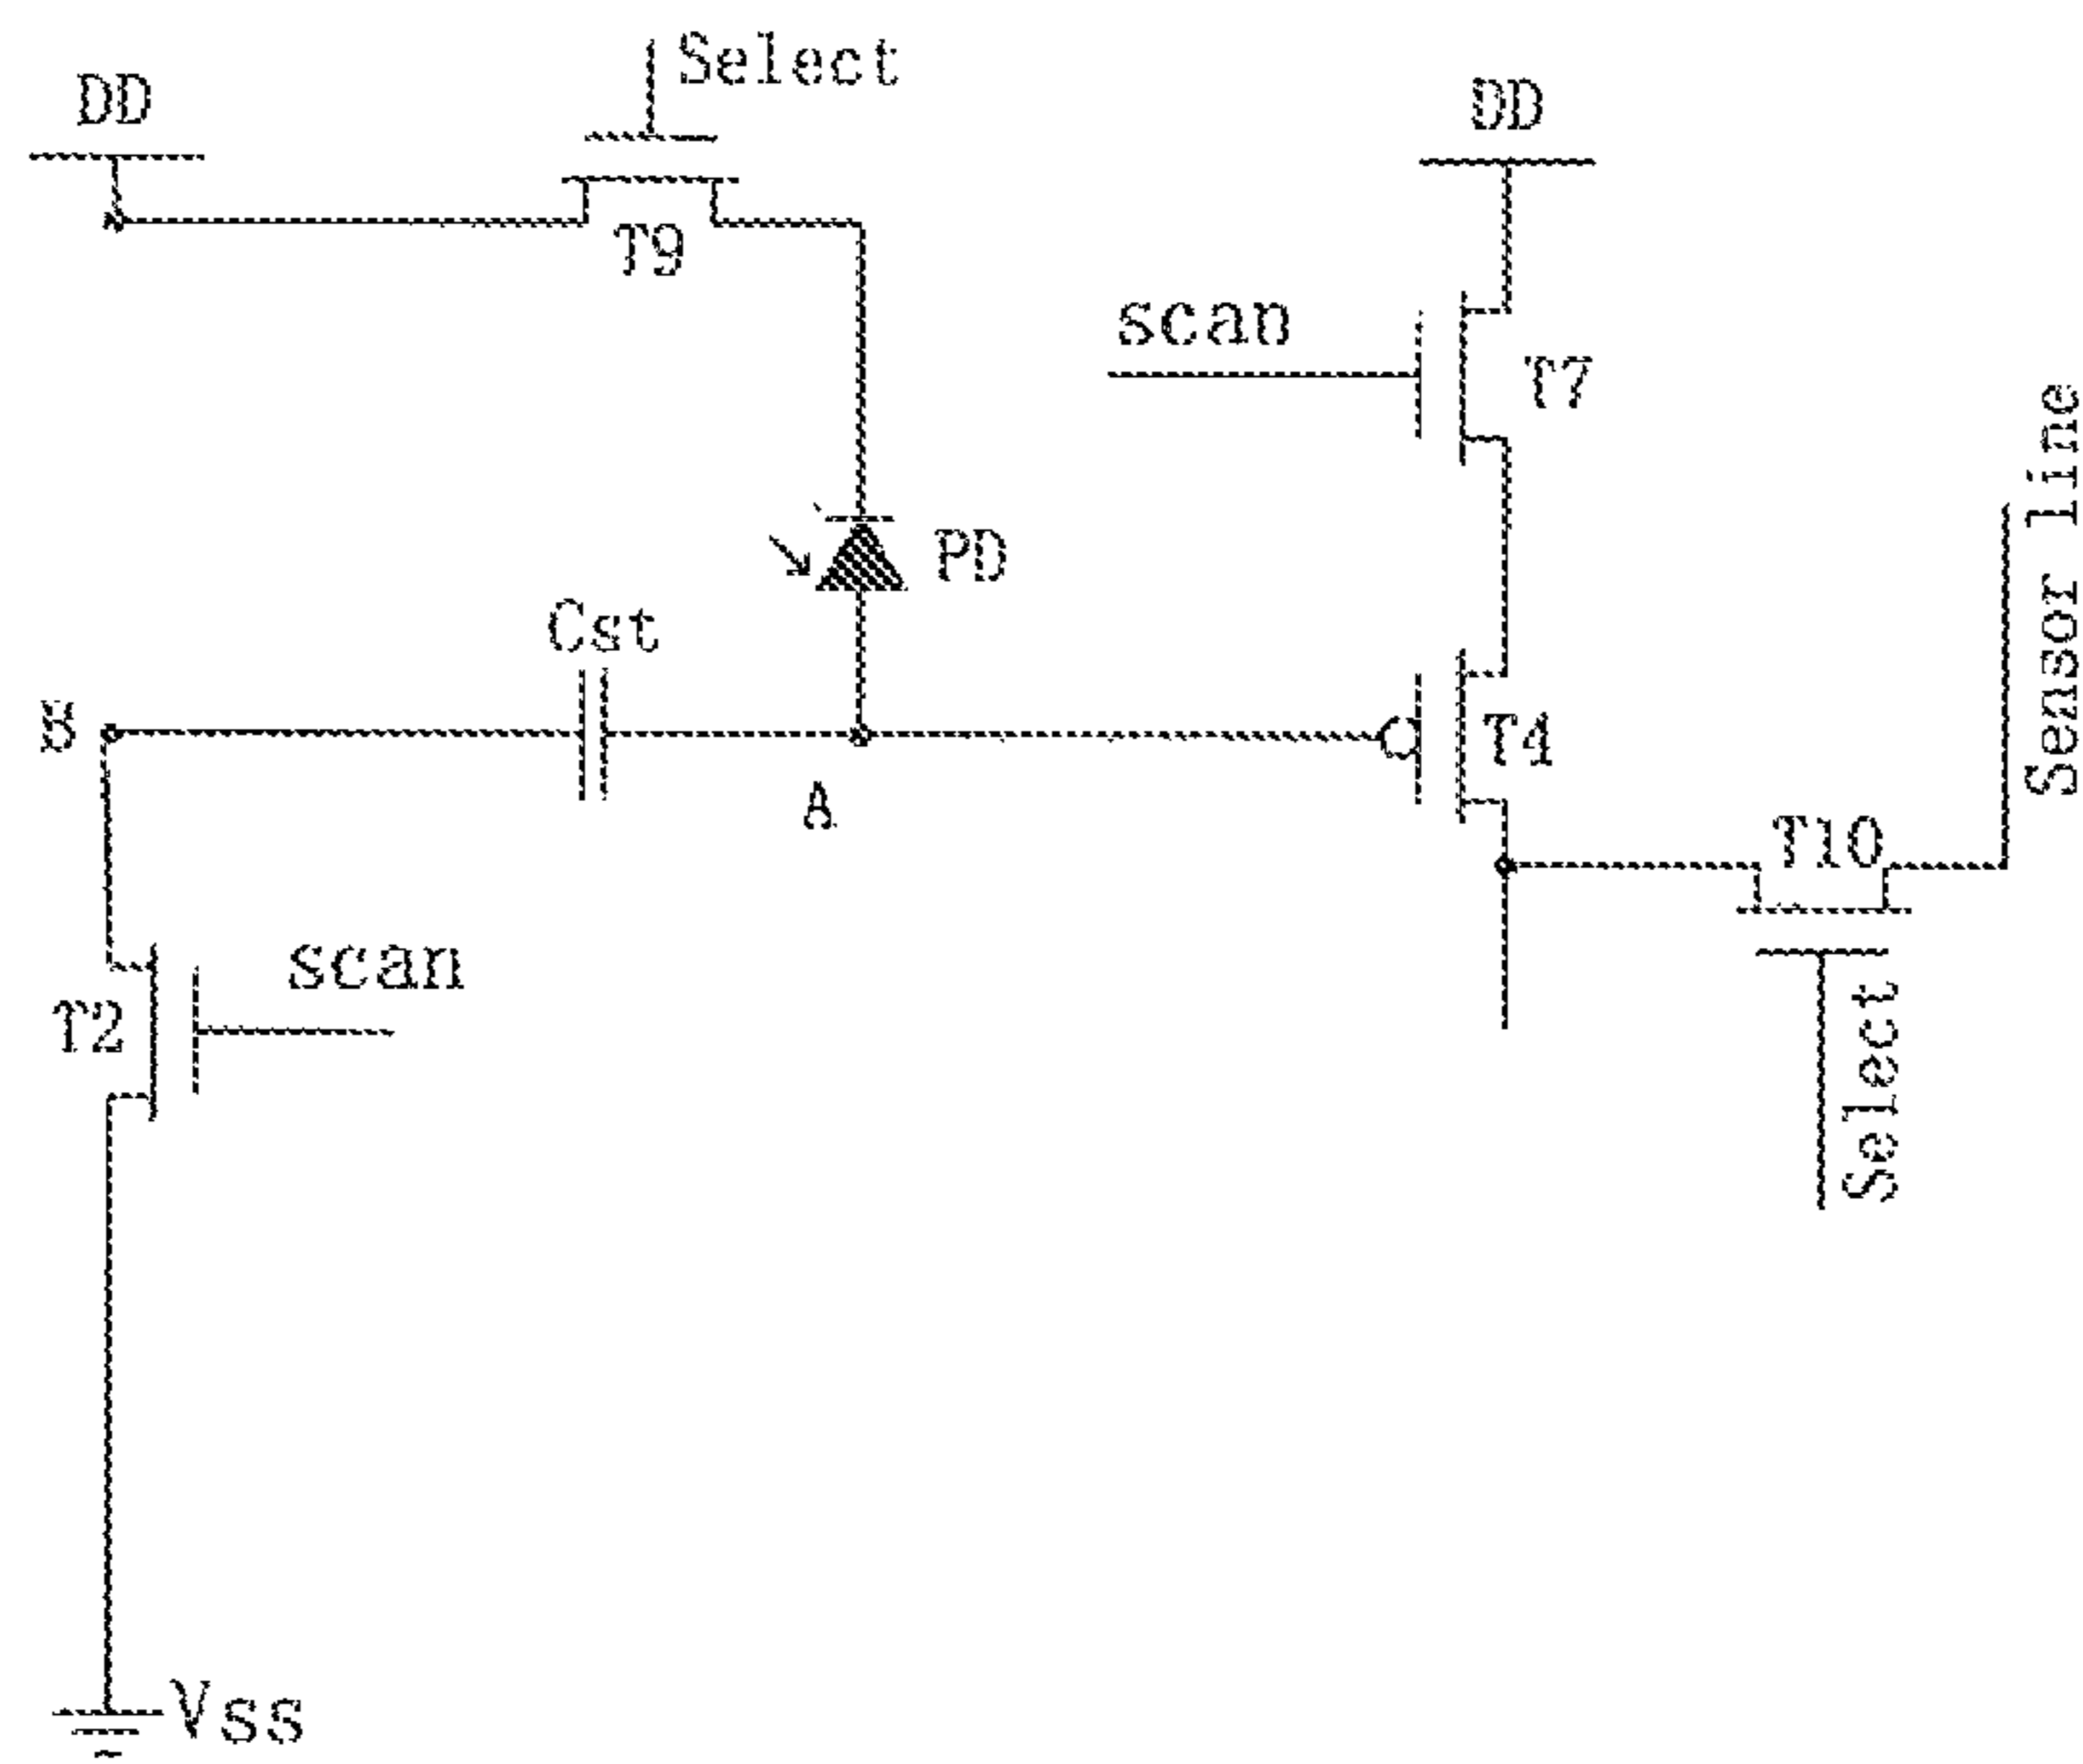 Select
DD
DD
T9
scan
T7
Sensor line
PD
Cst
B
T4
A
T10
scan
T2
Select
Vss